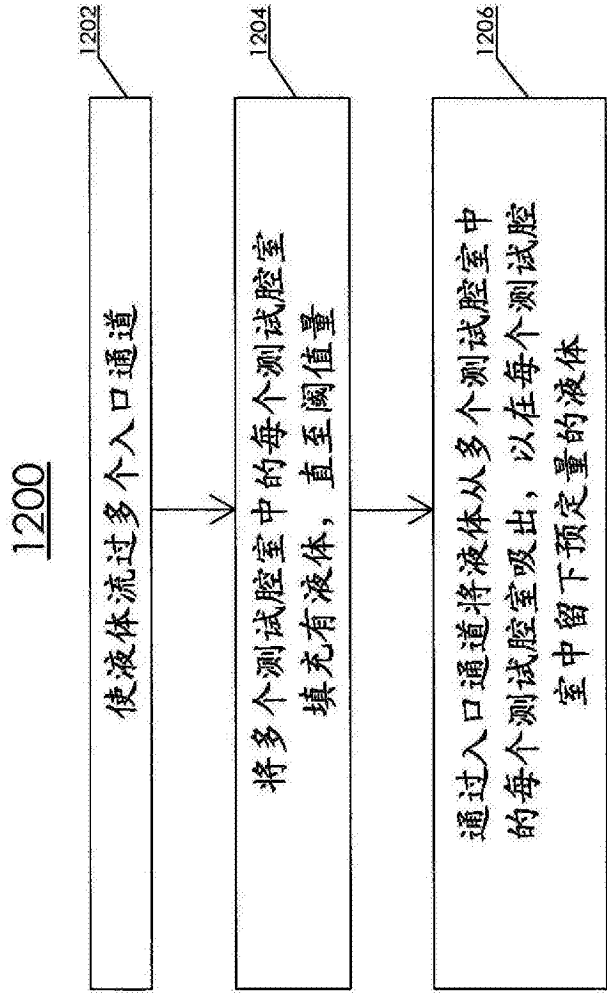 1200
使液体流过多个入口通道
1202
将多个测试腔室中的每个测试腔室
填充有液体，直至阈值量
1204
通过入口通道将液体从多个测试腔室中
的每个测试腔室吸出，以在每个测试腔
室中留下预定量的液体
1206